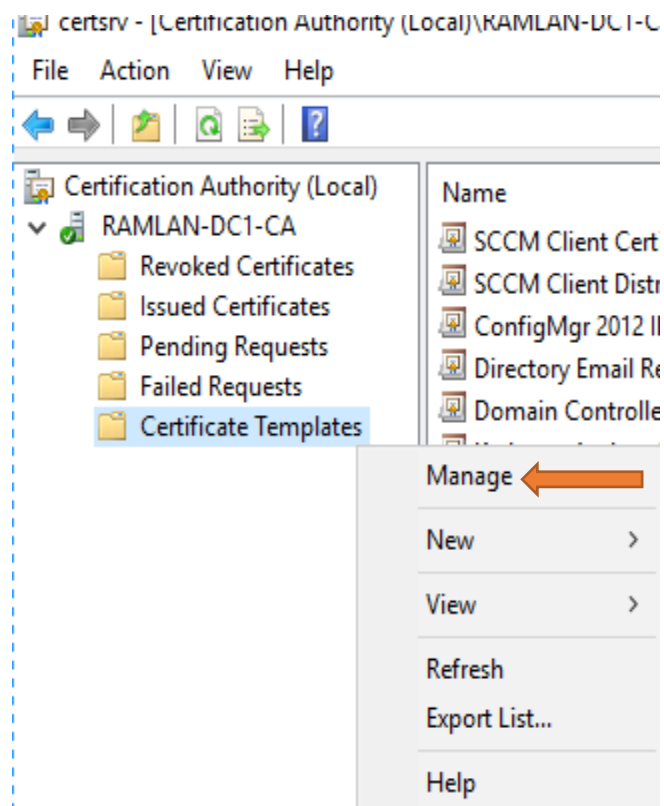 certsrv - [Certification Authority (Local)\RAMLAN-DC1-C
File Action View Help
Certification Authority (Local)
RAMLAN-DC1-CA
Revoked Certificates
Issued Certificates
Pending Requests
Failed Requests
Certificate Templates
Name
SCCM Client Certi
SCCM Client Distr
ConfigMgr 2012 II
Directory Email Re
Domain Controlle
Manage
New
View
Refresh
Export List...
Help